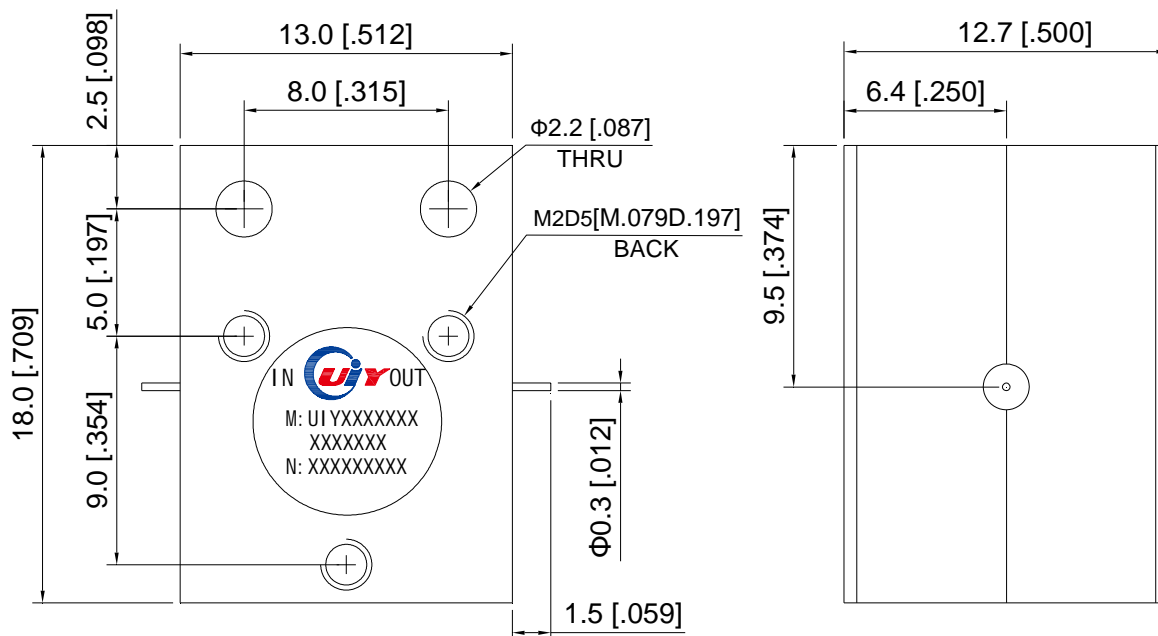 13.0 [.512]
12.7 [.500]
2.5 [.098]
8.0 [.315]
6.4 [.250]
Φ2.2 [.087]
THRU
M2D5[M.079D.197]
BACK
5.0 [.197]
9.5 [.374]
18.0 [.709]
IN UiY OUT
M: UIYXXXXXXX
XXXXXXX
N: XXXXXXXXX
9.0 [.354]
Φ0.3 [.012]
1.5 [.059]